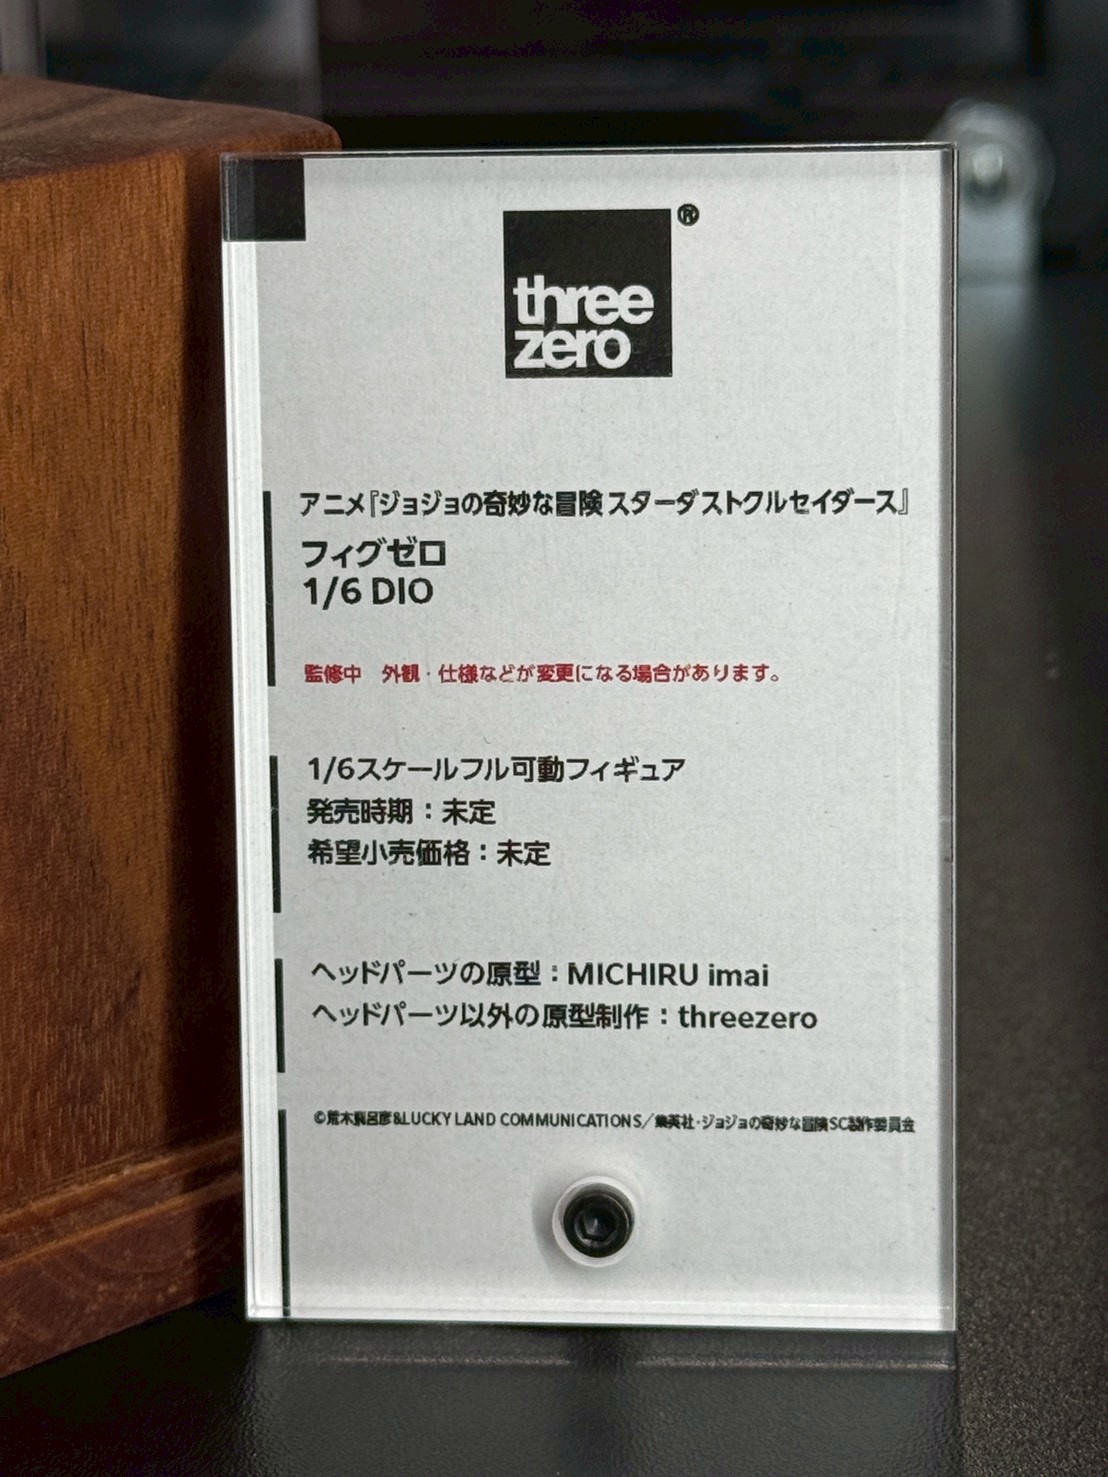 three
zero
®
アニメ『ジョジョの奇妙な冒険 スターダストクルセイダース』
フィグゼロ
1/6 DIO
監修中　外観・仕様などが変更になる場合があります。
1/6スケールフル可動フィギュア
発売時期：未定
希望小売価格：未定
ヘッドパーツの原型：MICHIRU imai
ヘッドパーツ以外の原型制作：threezero
©荒木飛呂彦&LUCKY LAND COMMUNICATIONS／集英社・ジョジョの奇妙な冒険SC製作委員会